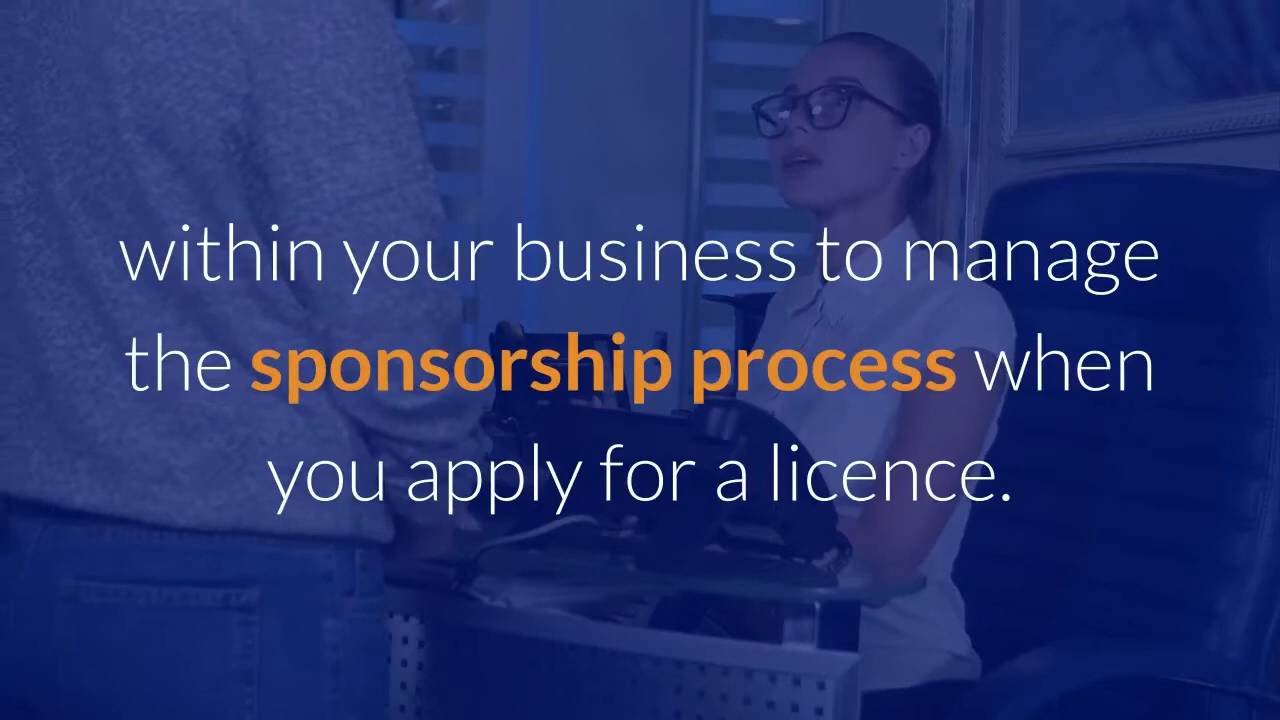 within your business to manage
the sponsorship process when
you apply for a licence.